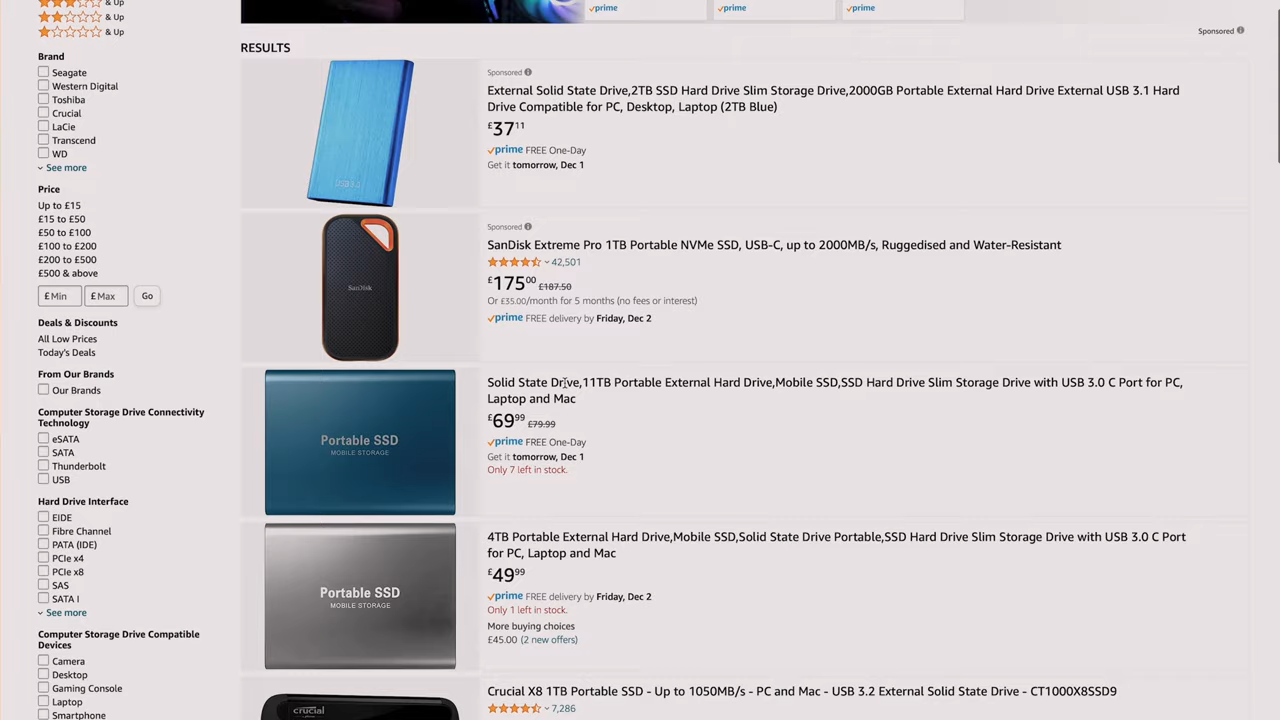 & Up
& Up
& Up
Brand
Seagate
Western Digital
Toshiba
Crucial
LaCie
Transcend
WD
See more
Price
Up to £15
£15 to £50
£50 to £100
£100 to £200
£200 to £500
£500 & above
£ Min £ Max Go
Deals & Discounts
All Low Prices
Today's Deals
From Our Brands
Our Brands
Computer Storage Drive Connectivity
Technology
eSATA
SATA
Thunderbolt
USB
Hard Drive Interface
EIDE
Fibre Channel
PATA (IDE)
PCIe x4
PCIe x8
SAS
SATA I
See more
Computer Storage Drive Compatible
Devices
Camera
Desktop
Gaming Console
Laptop
Smartphone
prime prime prime
Sponsored
RESULTS
Sponsored
External Solid State Drive,2TB SSD Hard Drive Slim Storage Drive,2000GB Portable External Hard Drive External USB 3.1 High
Drive Compatible for PC, Desktop, Laptop (2TB Blue)
£3711
prime FREE One-Day
Get it tomorrow, Dec 1
Sponsored
SanDisk Extreme Pro 1TB Portable NVMe SSD, USB-C, up to 2000MB/s, Ruggedised and Water-Resistant
42,501
£17500 £187.50
Or £35.00/month for 5 months (no fees or interest)
prime FREE delivery by Friday, Dec 2
SanDisk
Portable SSD
MOBILE STORAGE
Solid State Drive,11TB Portable External Hard Drive,Mobile SSD,SSD Hard Drive Slim Storage Drive with USB 3.0 C Port for PC,
Laptop and Mac
£6999 £79.99
prime FREE One-Day
Get it tomorrow, Dec 1
Only 7 left in stock.
Portable SSD
MOBILE STORAGE
4TB Portable External Hard Drive,Mobile SSD,Solid State Drive Portable,SSD Hard Drive Slim Storage Drive with USB 3.0 C Port
for PC, Laptop and Mac
£4999
prime FREE delivery by Friday, Dec 2
Only 1 left in stock.
More buying choices
£45.00 (2 new offers)
crucial
Crucial X8 1TB Portable SSD - Up to 1050MB/s - PC and Mac - USB 3.2 External Solid State Drive - CT1000X8SSD9
7,286